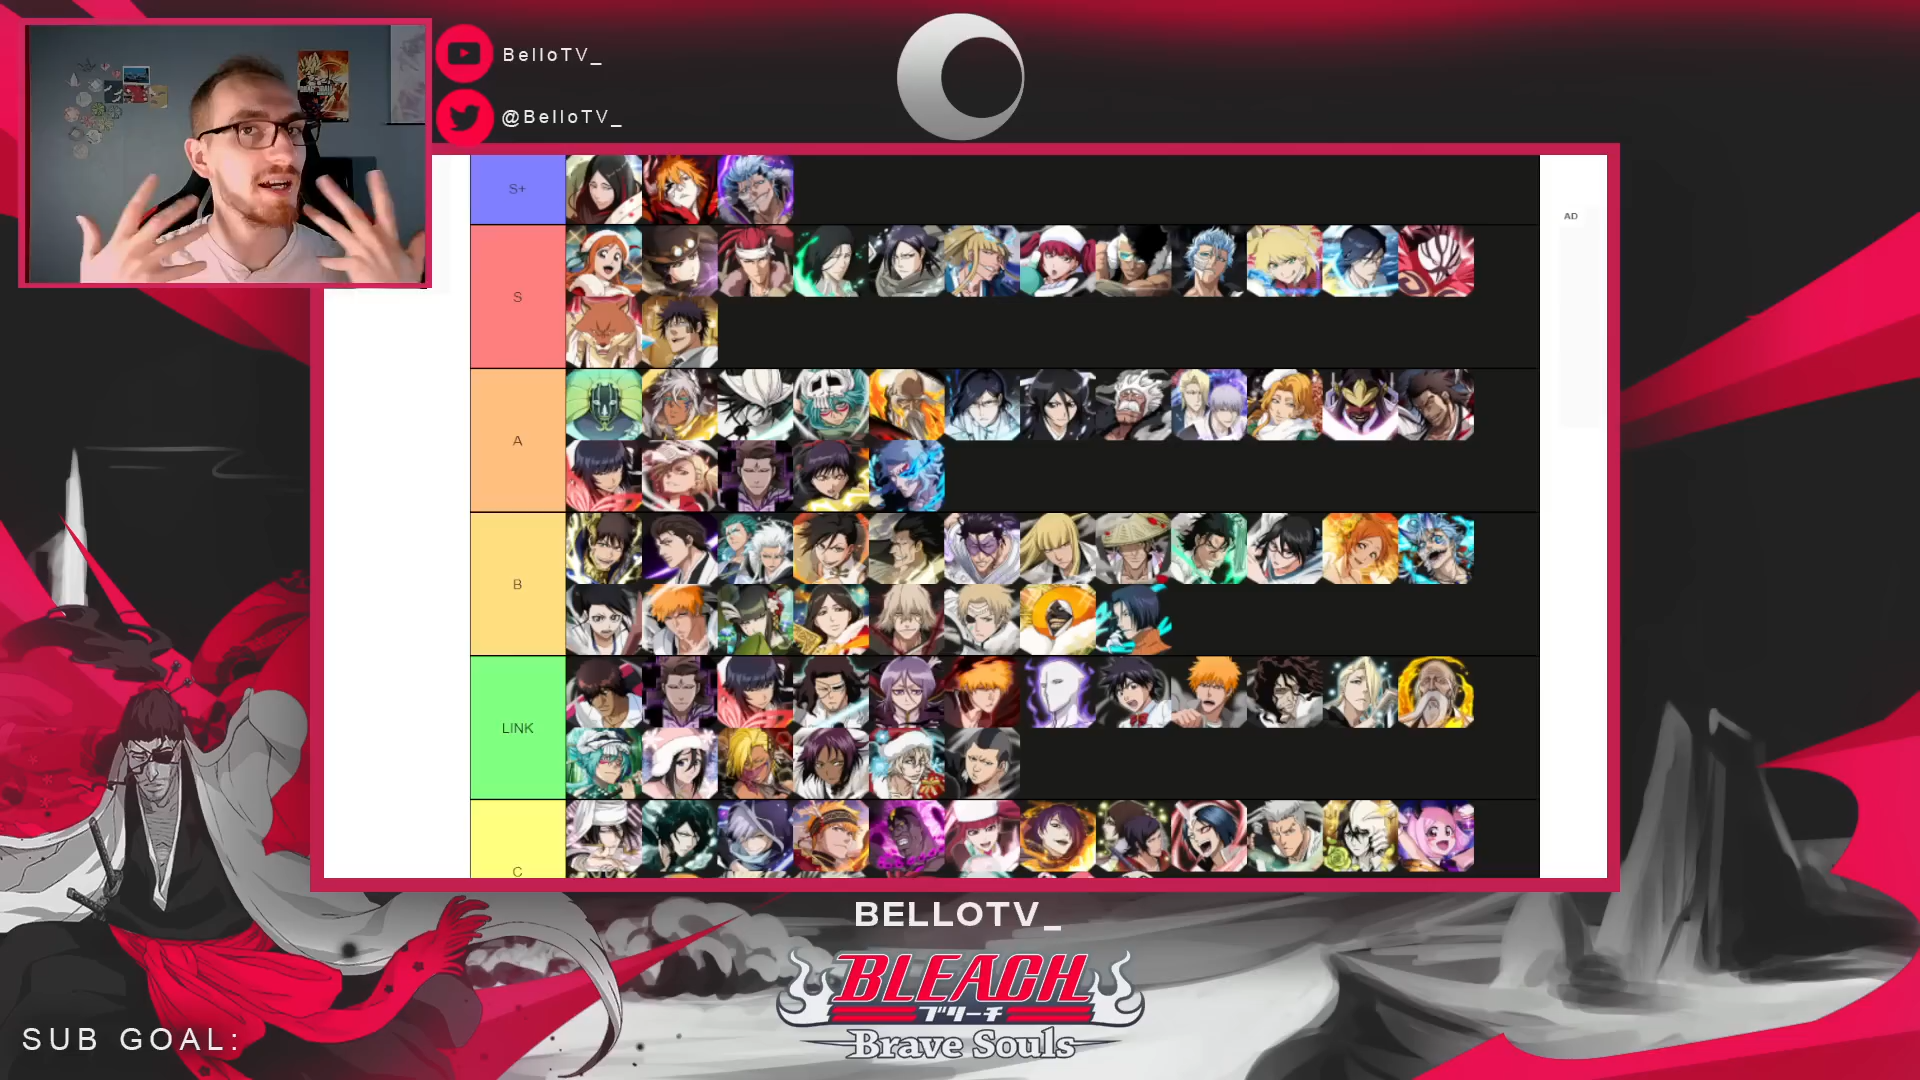 BelloTV_
@BelloTV_
AD
S+
S
A
B
LINK
C
BELLOTV_
BLEACH
ブリーチ
Brave Souls
SUB GOAL: